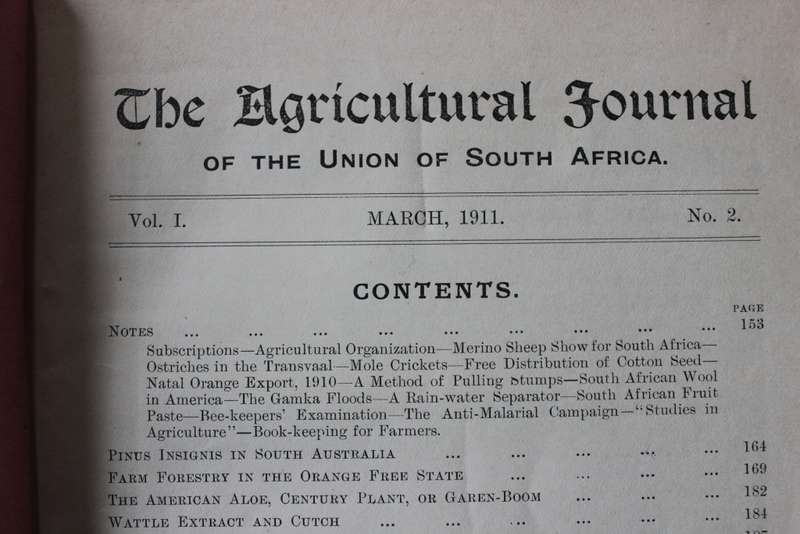 The Agricultural Journal
OF THE UNION OF SOUTH AFRICA.
Vol. I. MARCH, 1911. No. 2.
CONTENTS.
PAGE
NOTES ... ... ... ... ... ... ... ... ... 153
Subscriptions—Agricultural Organization—Merino Sheep Show for South Africa—
Ostriches in the Transvaal—Mole Crickets—Free Distribution of Cotton Seed—
Natal Orange Export, 1910—A Method of Pulling Stumps—South African Wool
in America—The Gamka Floods—A Rain-water Separator—South African Fruit
Paste—Bee-keepers' Examination—The Anti-Malarial Campaign—"Studies in
Agriculture"—Book-keeping for Farmers.
PINUS INSIGNIS IN SOUTH AUSTRALIA ... ... ... ... ... 164
FARM FORESTRY IN THE ORANGE FREE STATE ... ... ... ... 169
THE AMERICAN ALOE, CENTURY PLANT, OR GAREN-BOOM ... ... ... 182
WATTLE EXTRACT AND CUTCH ... ... ... ... ... ... 184